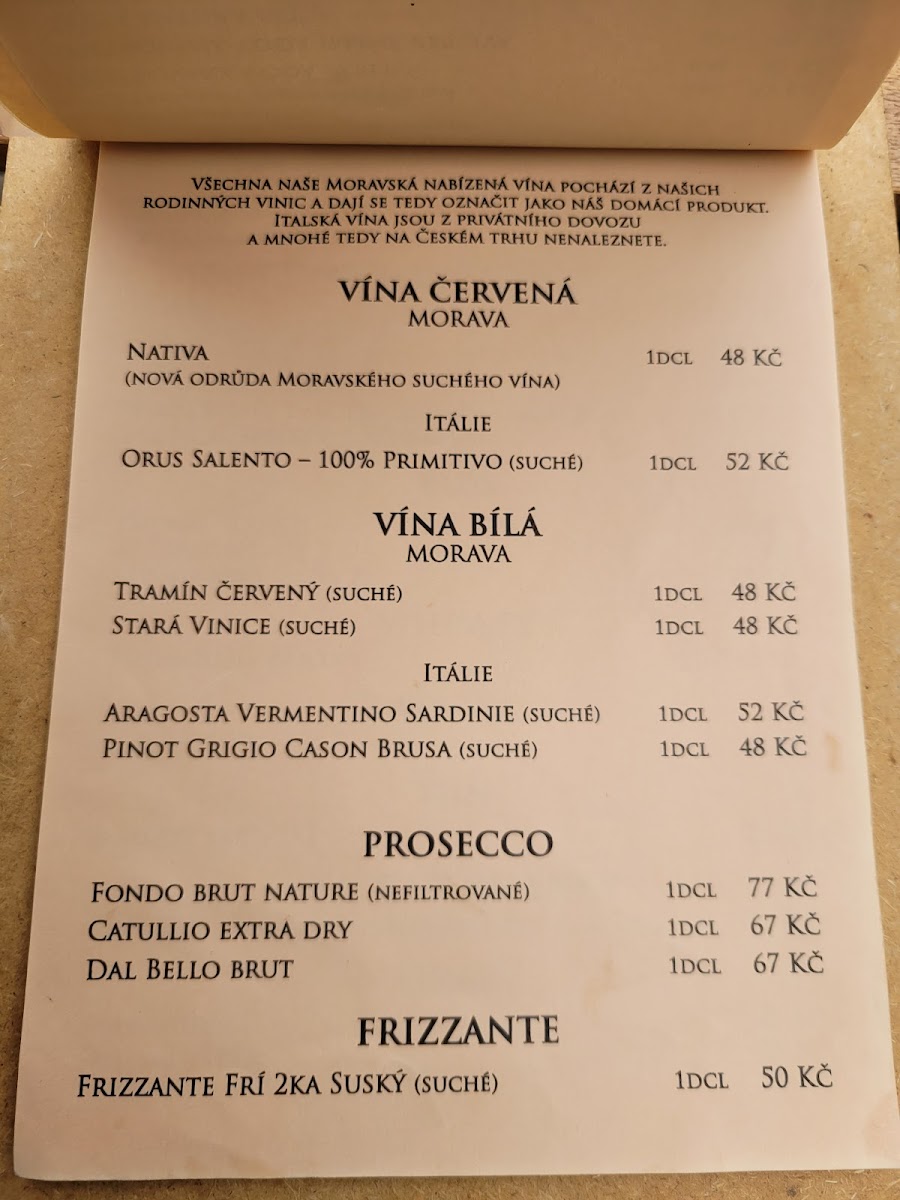 Všechna naše Moravská nabízená vína pochází z našich
rodinných vinic a dají se tedy označit jako náš domácí produkt.
Italská vína jsou z privátního dovozu
a mnohé tedy na Českém trhu nenaleznete.
VÍNA ČERVENÁ
MORAVA
Nativa 1dcl 48 Kč
(nová odrůda Moravského suchého vína)
Itálie
Orus Salento – 100% Primitivo (suché) 1dcl 52 Kč
VÍNA BÍLÁ
MORAVA
Tramín Červený (suché) 1dcl 48 Kč
Stará Vinice (suché) 1dcl 48 Kč
Itálie
Aragosta Vermentino Sardinie (suché) 1dcl 52 Kč
Pinot Grigio Cason Brusa (suché) 1dcl 48 Kč
PROSECCO
Fondo brut nature (nefiltrované) 1dcl 77 Kč
Catullio extra dry 1dcl 67 Kč
Dal Bello brut 1dcl 67 Kč
FRIZZANTE
Frizzante Frí 2ka Suský (suché) 1dcl 50 Kč